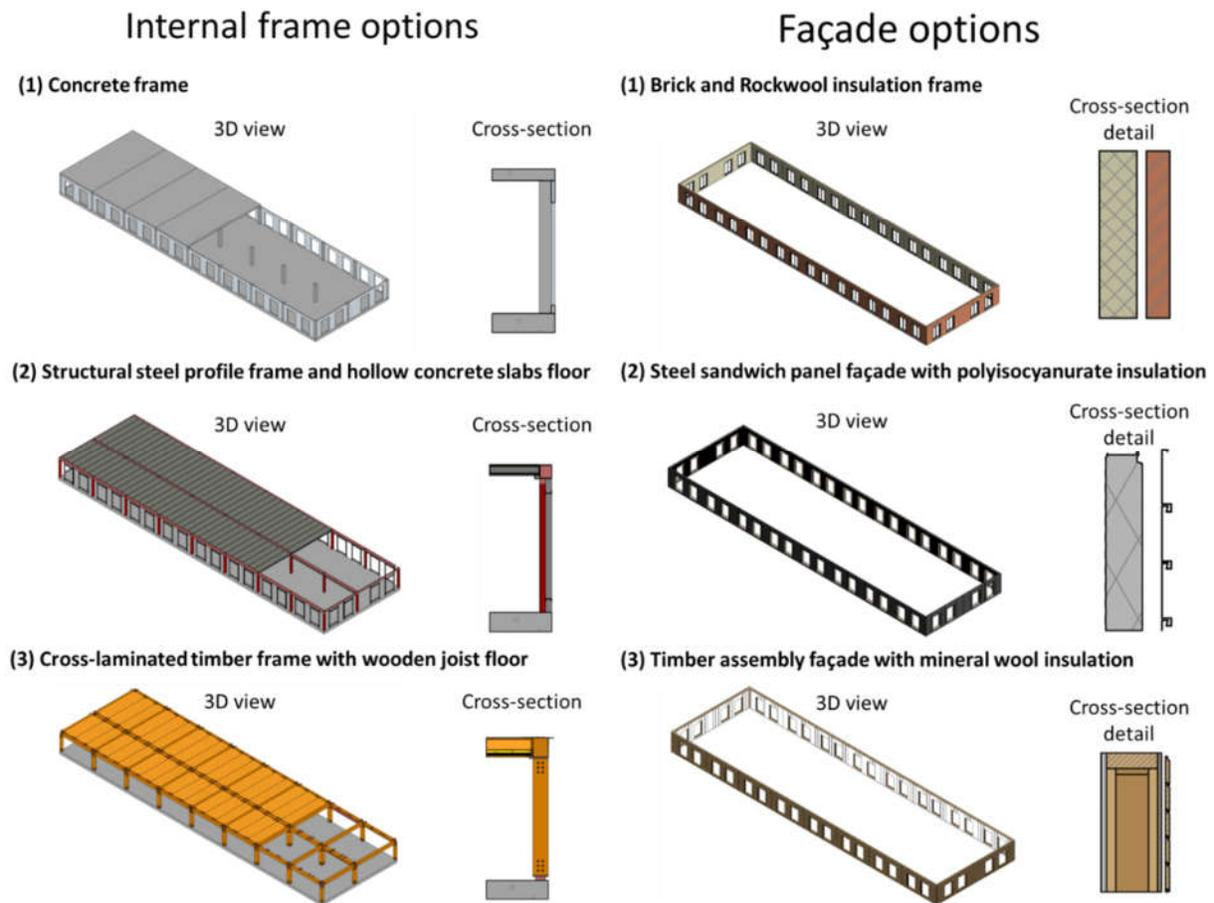 Internal frame options
Façade options
(1) Concrete frame
3D view
Cross-section
(1) Brick and Rockwool insulation frame
3D view
Cross-section
detail
(2) Structural steel profile frame and hollow concrete slabs floor
3D view
Cross-section
(2) Steel sandwich panel façade with polyisocyanurate insulation
3D view
Cross-section
detail
(3) Cross-laminated timber frame with wooden joist floor
3D view
Cross-section
(3) Timber assembly façade with mineral wool insulation
3D view
Cross-section
detail